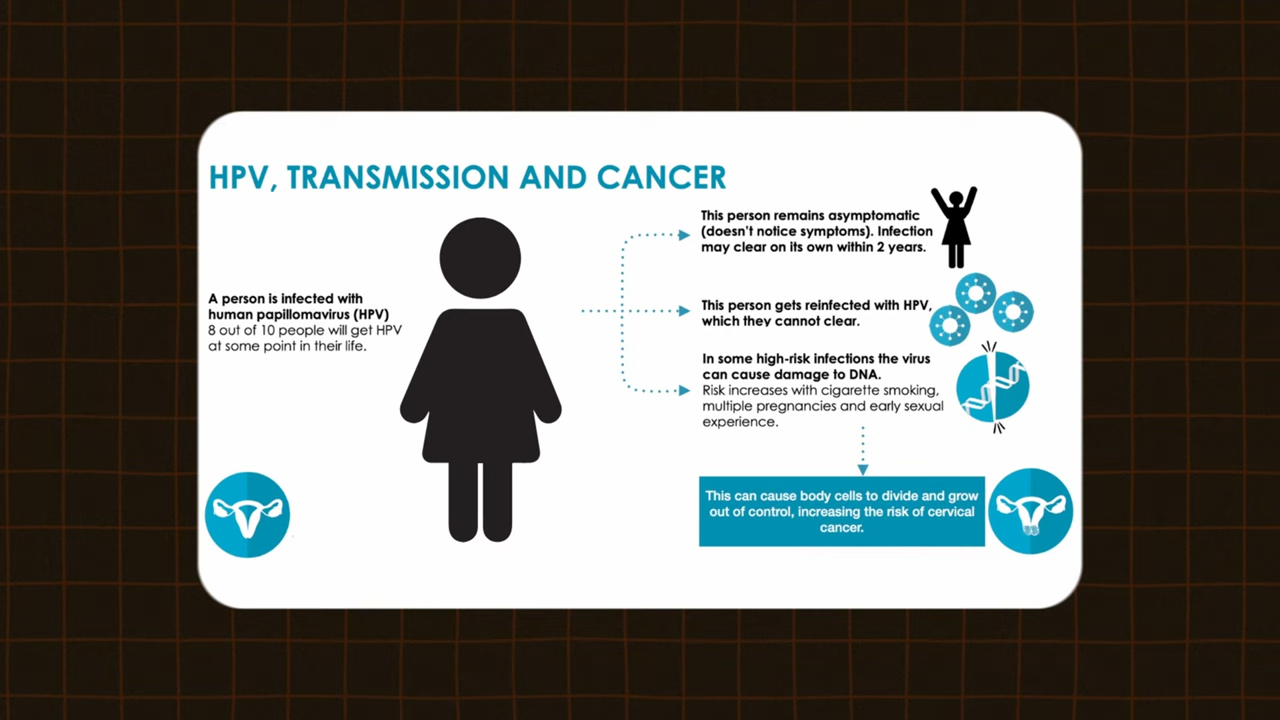 HPV, TRANSMISSION AND CANCER
A person is infected with
human papillomavirus (HPV)
8 out of 10 people will get HPV
at some point in their life.
This person remains asymptomatic
(doesn't notice symptoms). Infection
may clear on its own within 2 years.
This person gets reinfected with HPV,
which they cannot clear.
In some high-risk infections the virus
can cause damage to DNA.
Risk increases with cigarette smoking,
multiple pregnancies and early sexual
experience.
This can cause body cells to divide and grow
out of control, increasing the risk of cervical
cancer.